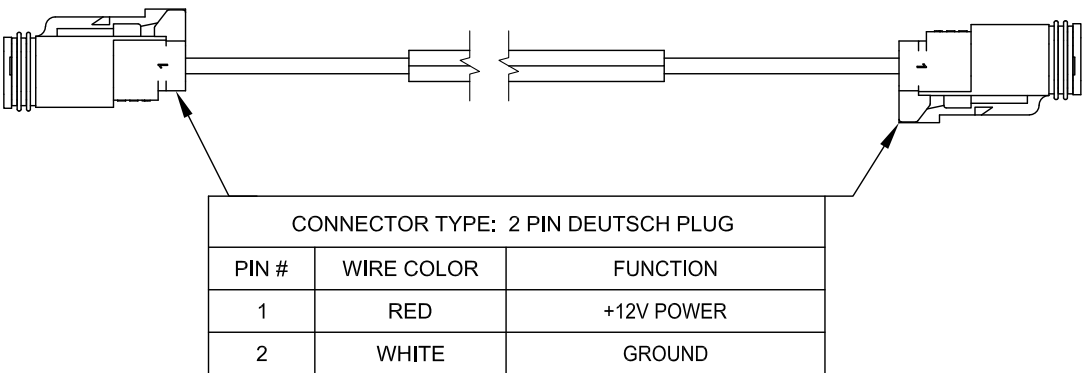 1
1
CONNECTOR TYPE: 2 PIN DEUTSCH PLUG
PIN # WIRE COLOR FUNCTION
1 RED +12V POWER
2 WHITE GROUND